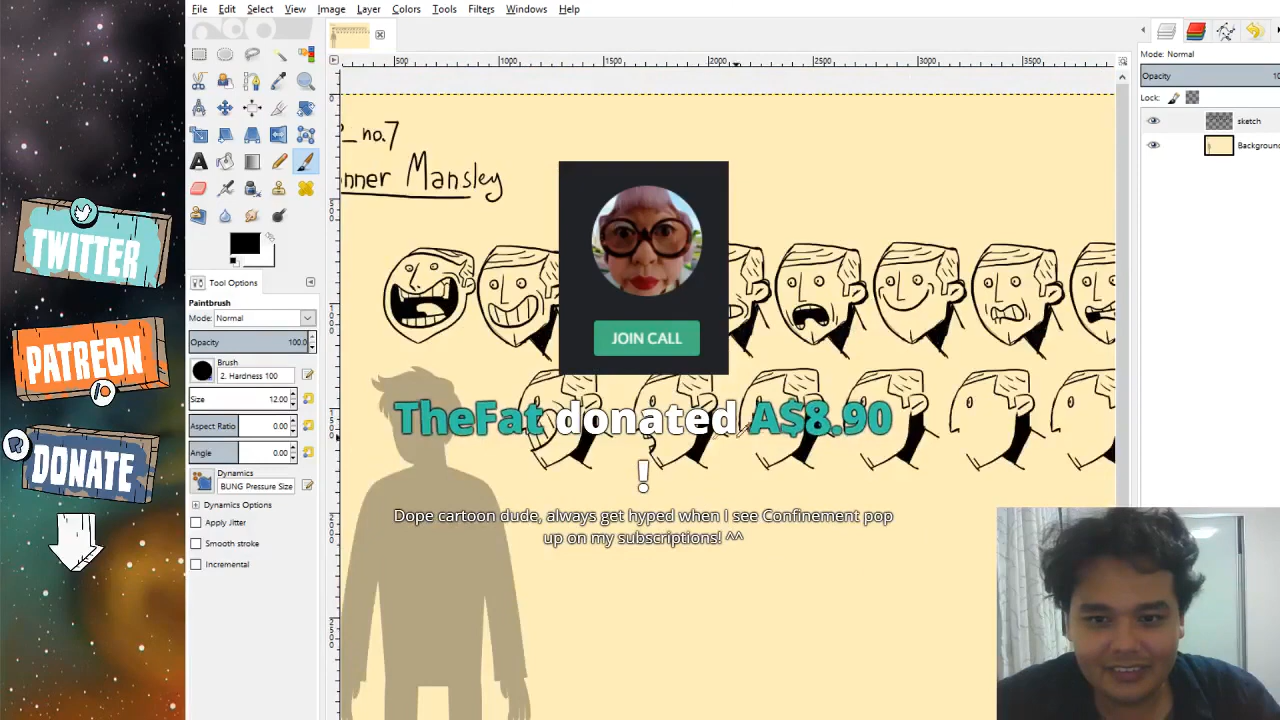 File Edit Select View Image Layer Colors Tools Filters Windows Help
500 1000 1500 2000 2500 3000 3500
Mode: Normal
Opacity
Lock:
sketch
Background
_no.7
nner Mansley
TWITTER
PATREON
DONATE
Tool Options
Paintbrush
Mode: Normal
Opacity 100.0
Brush
2. Hardness 100
Size 12.00
Aspect Ratio 0.00
Angle 0.00
Dynamics
BUNG Pressure Size
Dynamics Options
Apply Jitter
Smooth stroke
Incremental
JOIN CALL
TheFat donated A$8.90
!
Dope cartoon dude, always get hyped when I see Confinement pop
up on my subscriptions! ^^